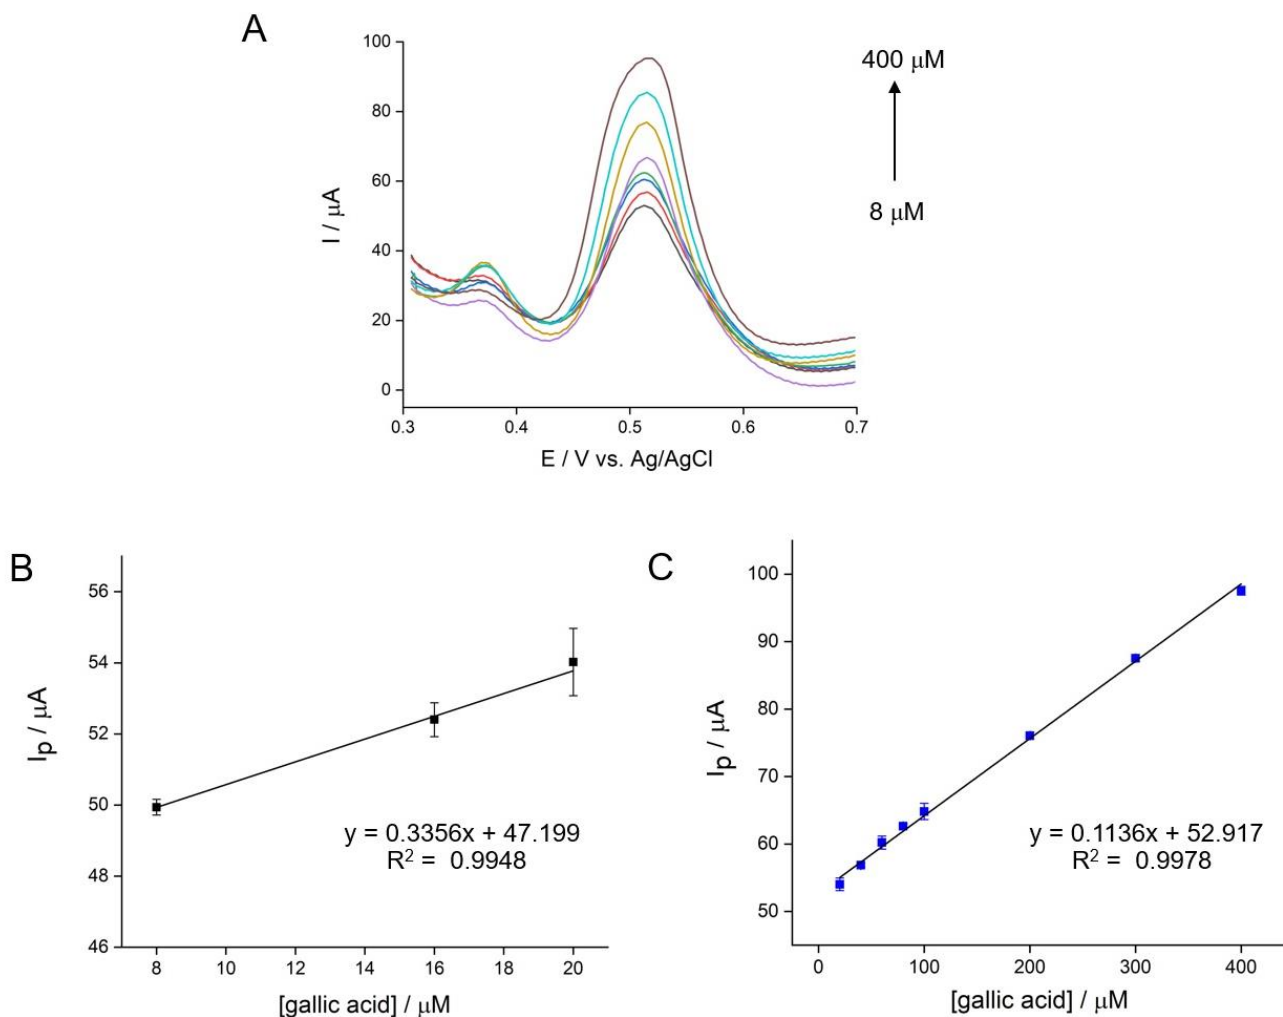 A
100
80
60
40
20
0
I / μA
0.3 0.4 0.5 0.6 0.7
E / V vs. Ag/AgCl
400 μM
8 μM
B
56
54
52
50
48
46
Ip / μA
y = 0.3356x + 47.199
R² = 0.9948
8 10 12 14 16 18 20
[gallic acid] / μM
C
100
90
80
70
60
50
Ip / μA
y = 0.1136x + 52.917
R² = 0.9978
0 100 200 300 400
[gallic acid] / μM